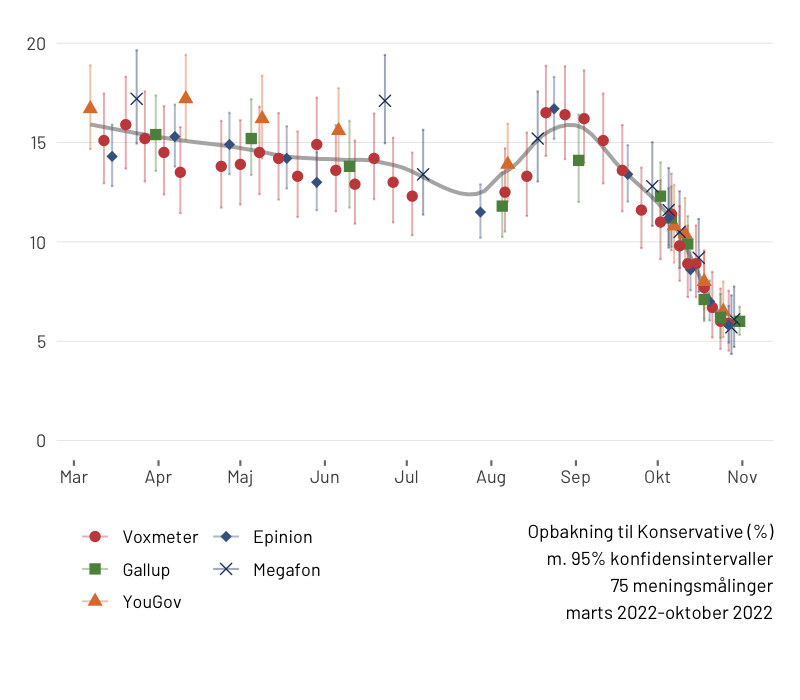 20
15
10
5
0
Mar Apr Maj Jun Jul Aug Sep Okt Nov
Voxmeter Epinion
Gallup Megafon
YouGov
Opbakning til Konservative (%)
m. 95% konfidensintervaller
75 meningsmålinger
marts 2022-oktober 2022